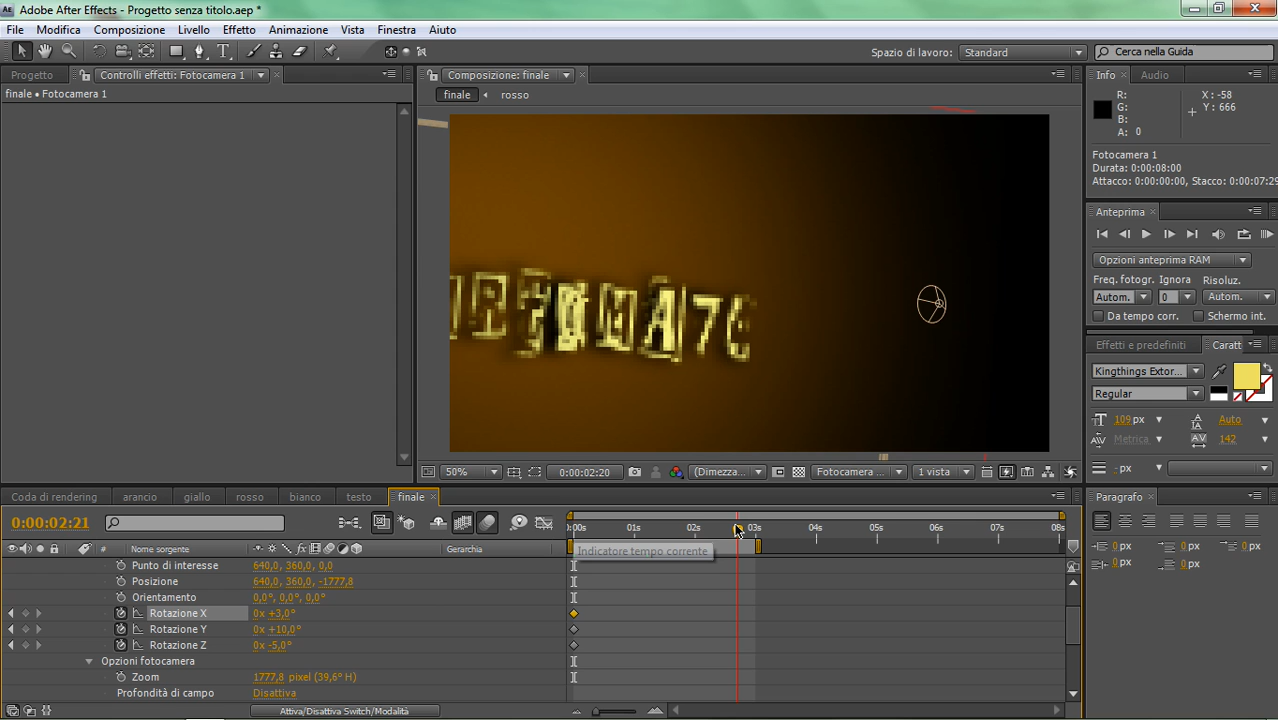 Adobe After Effects - Progetto senza titolo.aep *
File Modifica Composizione Livello Effetto Animazione Vista Finestra Aiuto
Spazio di lavoro: Standard Cerca nella Guida
Progetto Controlli effetti: Fotocamera 1
finale • Fotocamera 1
Composizione: finale
finale rosso
Info Audio
R: X : -58
G: Y : 666
B:
A: 0
Fotocamera 1
Durata: 0:00:08:00
Attacco: 0:00:00:00, Stacco: 0:00:07:29
Anteprima
Opzioni anteprima RAM
Freq. fotogr. Ignora Risoluz.
Autom. 0 Autom.
Da tempo corr. Schermo int.
Effetti e predefiniti Caratt
Kingthings Extor...
Regular
109 px Auto
Metrica 142
- px
50% 0:00:02:20 (Dimezza... Fotocamera ... 1 vista
Coda di rendering arancio giallo rosso bianco testo finale
0:00:02:21
Nome sorgente Gerarchia
0:00s 01s 02s 03s 04s 05s 06s 07s 08s
Indicatore tempo corrente
Punto di interesse 640,0, 360,0, 0,0
Posizione 640,0, 360,0, -1777,8
Orientamento 0,0°, 0,0°, 0,0°
Rotazione X 0x +3,0°
Rotazione Y 0x +10,0°
Rotazione Z 0x -5,0°
Opzioni fotocamera
Zoom 1777,8 pixel (39,6° H)
Profondità di campo Disattiva
Attiva/Disattiva Switch/Modalità
Paragrafo
0 px 0 px 0 px
0 px 0 px